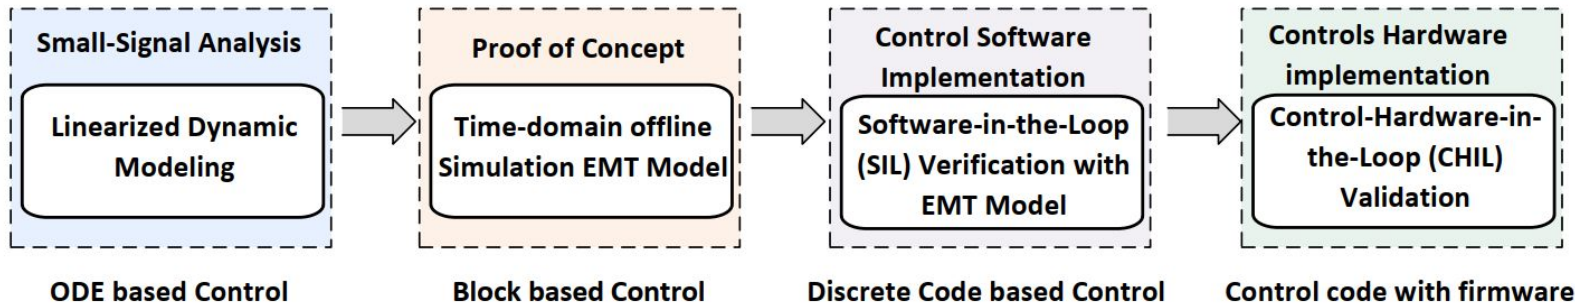 Small-Signal Analysis
Linearized Dynamic
Modeling
ODE based Control
Proof of Concept
Time-domain offline
Simulation EMT Model
Block based Control
Control Software
Implementation
Software-in-the-Loop
(SIL) Verification with
EMT Model
Discrete Code based Control
Controls Hardware
implementation
Control-Hardware-in-
the-Loop (CHIL)
Validation
Control code with firmware